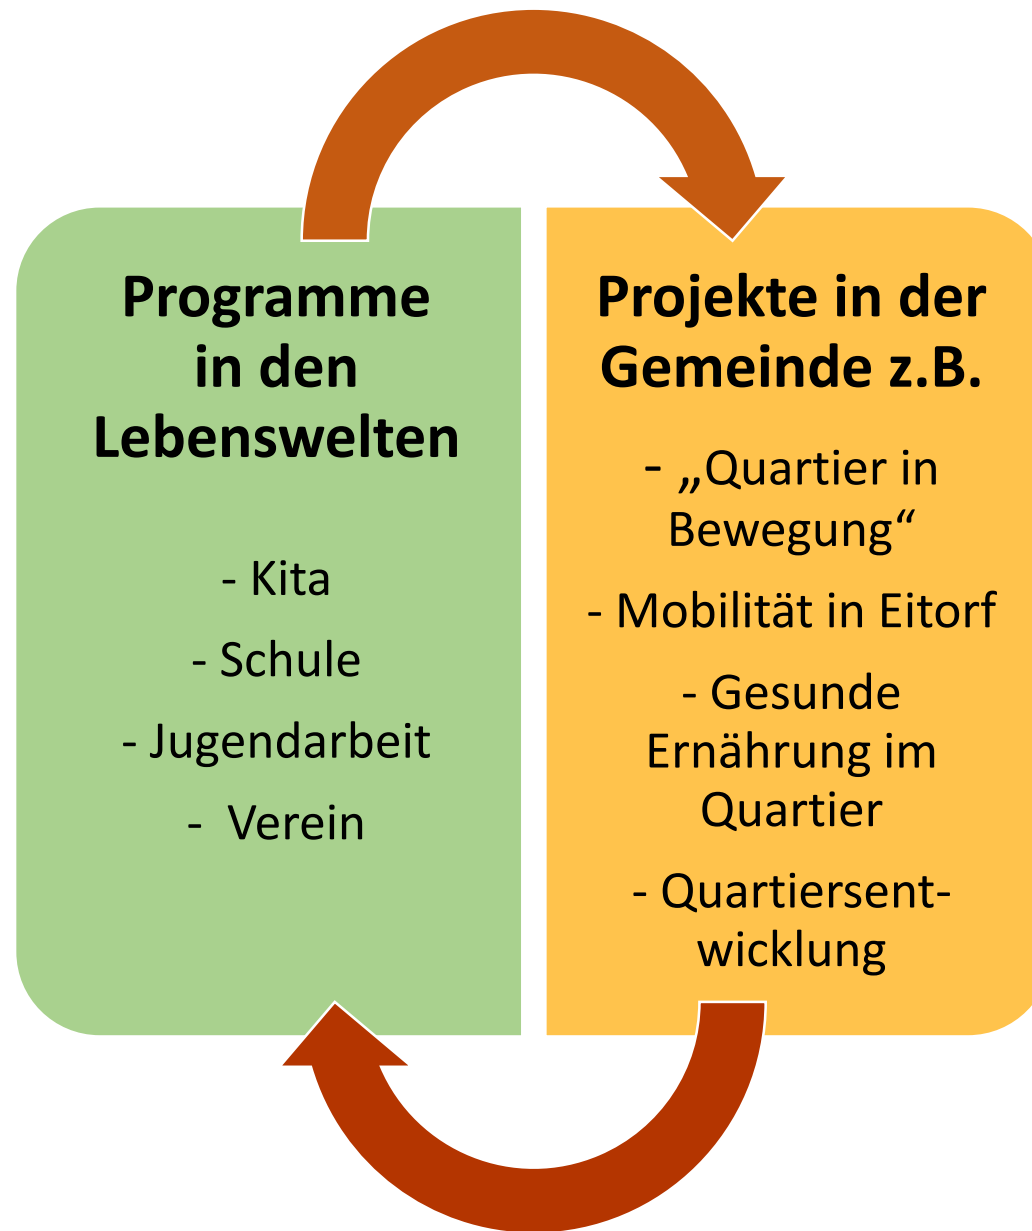 Programme
in den
Lebenswelten
- Kita
- Schule
- Jugendarbeit
-  Verein
Projekte in der
Gemeinde z.B.
- „Quartier in
Bewegung“
- Mobilität in Eitorf
- Gesunde
Ernährung im
Quartier
- Quartiersent-
wicklung